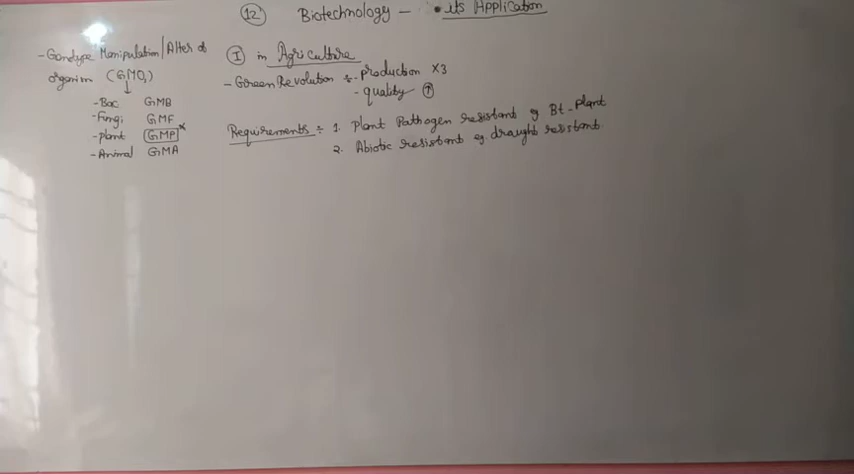 12 Biotechnology - its Application
- Genotype Manipulation/Alter of
organism (GMO)
↓
- Bac GMB
- Fungi GMF
- plant GMP *
- Animal GMA
I in Agriculture
- Green Revolution ÷ - Production ×3
- quality ↑
Requirements ÷ 1. Plant Pathogen resistant eg Bt-Plant
2. Abiotic resistant eg. draught resistant